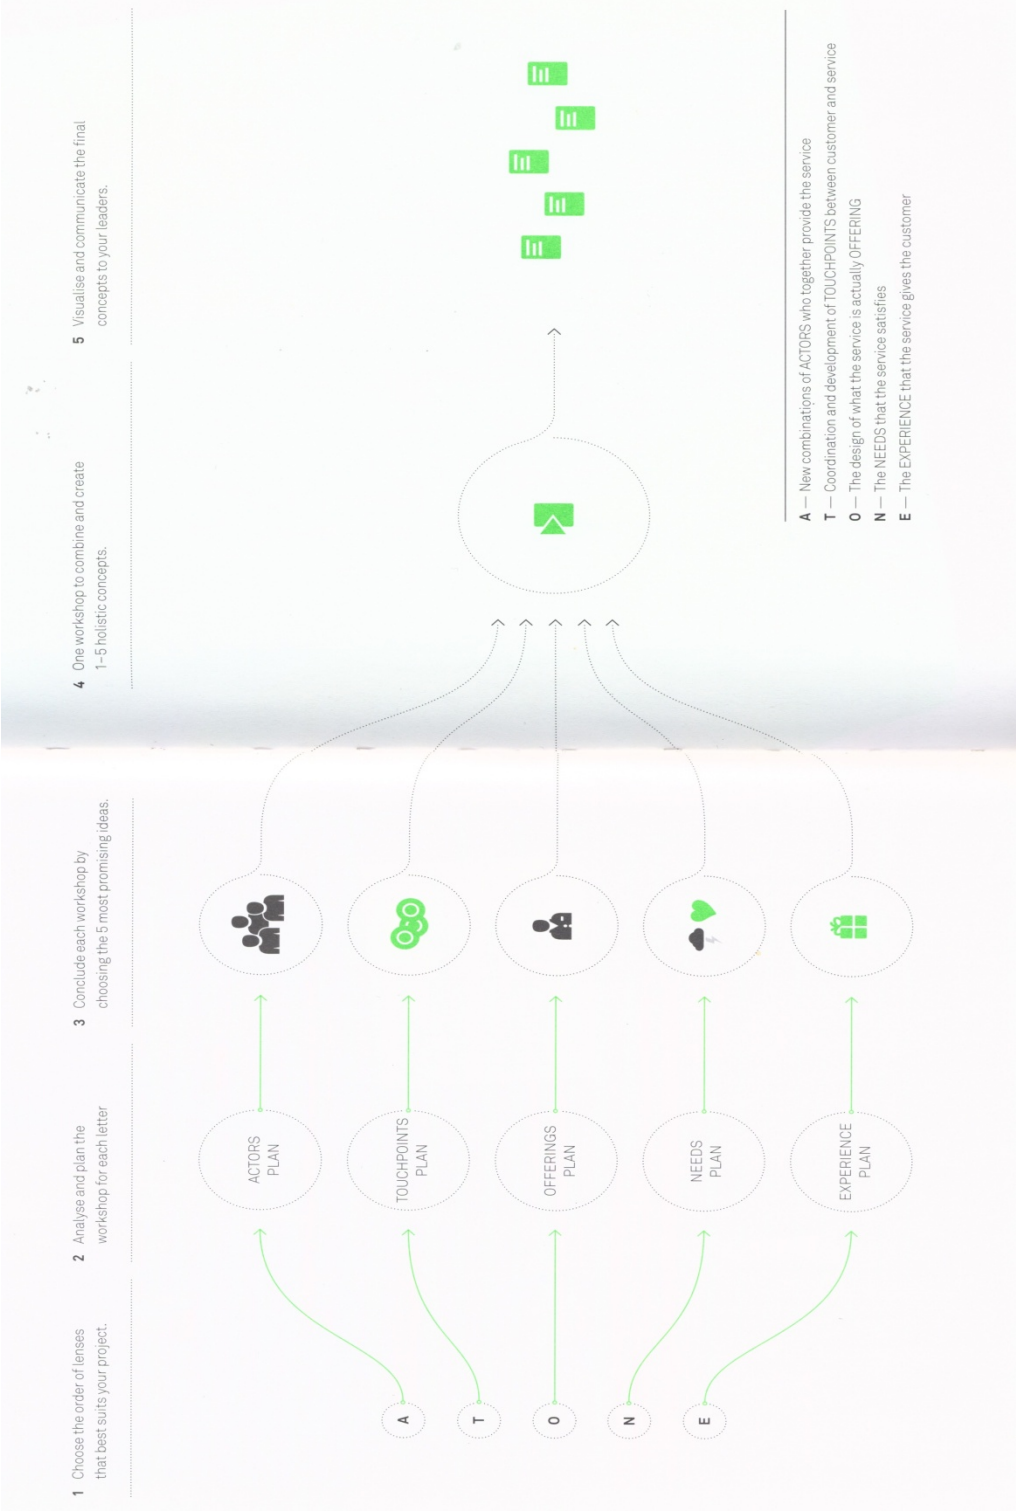 1 Choose the order of lenses
that best suits your project.
2 Analyse and plan the
workshop for each letter
3 Conclude each workshop by
choosing the 5 most promising ideas.
4 One workshop to combine and create
1–5 holistic concepts.
5 Visualise and communicate the final
concepts to your leaders.
A
T
O
N
E
ACTORS
PLAN
TOUCHPOINTS
PLAN
OFFERINGS
PLAN
NEEDS
PLAN
EXPERIENCE
PLAN
A — New combinations of ACTORS who together provide the service
T — Coordination and development of TOUCHPOINTS between customer and service
O — The design of what the service is actually OFFERING
N — The NEEDS that the service satisfies
E — The EXPERIENCE that the service gives the customer